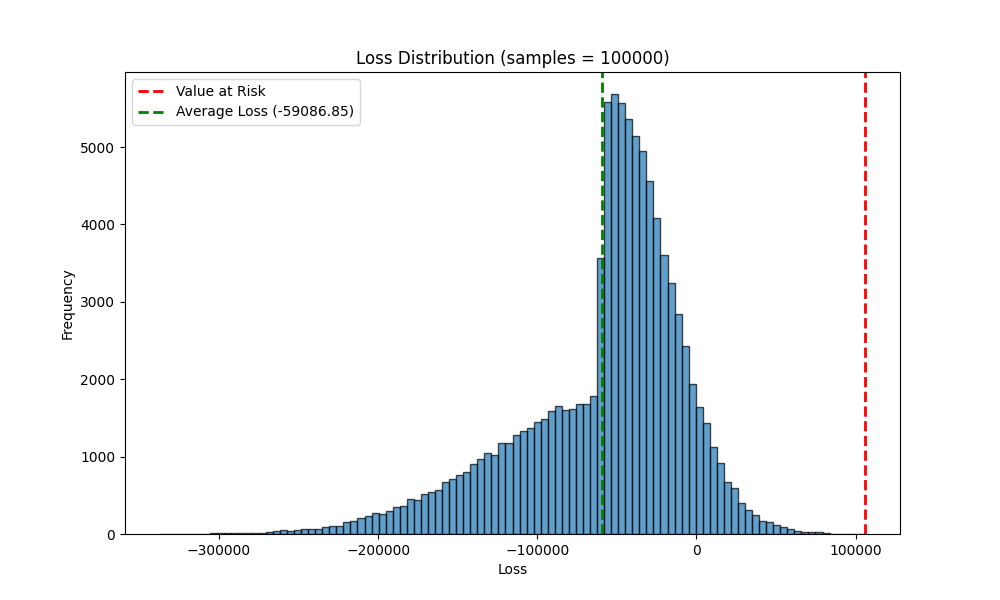 Loss Distribution (samples = 100000)
Value at Risk
Average Loss (-59086.85)
Frequency
5000
4000
3000
2000
1000
0
−300000
−200000
−100000
0
100000
Loss